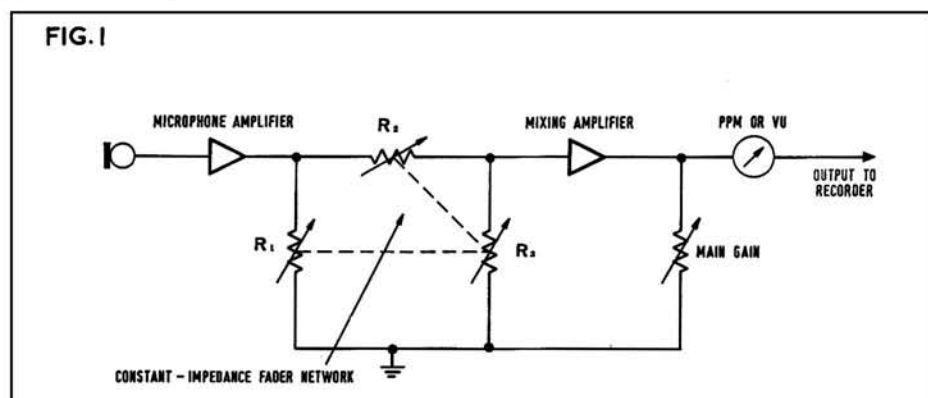 FIG.1
MICROPHONE AMPLIFIER
R2
MIXING AMPLIFIER
PPM OR VU
OUTPUT TO
RECORDER
R1
R3
MAIN GAIN
CONSTANT-IMPEDANCE FADER NETWORK